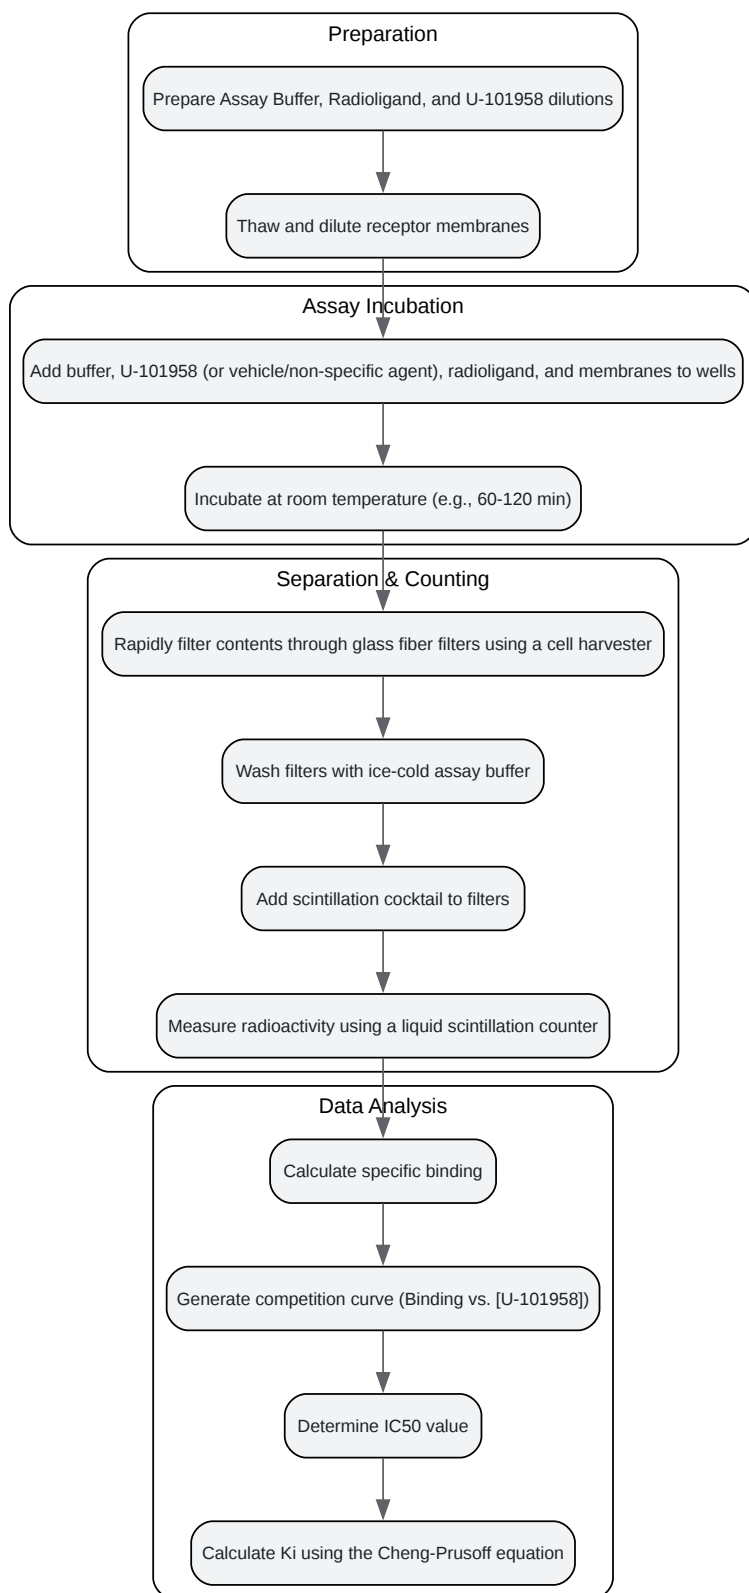 Preparation
Prepare Assay Buffer, Radioligand, and U-101958 dilutions
Thaw and dilute receptor membranes
Assay Incubation
Add buffer, U-101958 (or vehicle/non-specific agent), radioligand, and membranes to wells
Incubate at room temperature (e.g., 60-120 min)
Separation & Counting
Rapidly filter contents through glass fiber filters using a cell harvester
Wash filters with ice-cold assay buffer
Add scintillation cocktail to filters
Measure radioactivity using a liquid scintillation counter
Data Analysis
Calculate specific binding
Generate competition curve (Binding vs. [U-101958])
Determine IC50 value
Calculate Ki using the Cheng-Prusoff equation